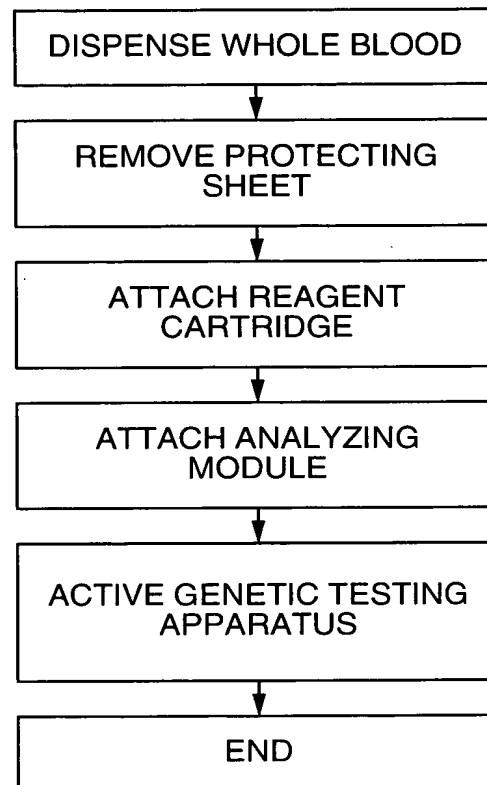 DISPENSE WHOLE BLOOD
REMOVE PROTECTING
SHEET
ATTACH REAGENT
CARTRIDGE
ATTACH ANALYZING
MODULE
ACTIVE GENETIC TESTING
APPARATUS
END